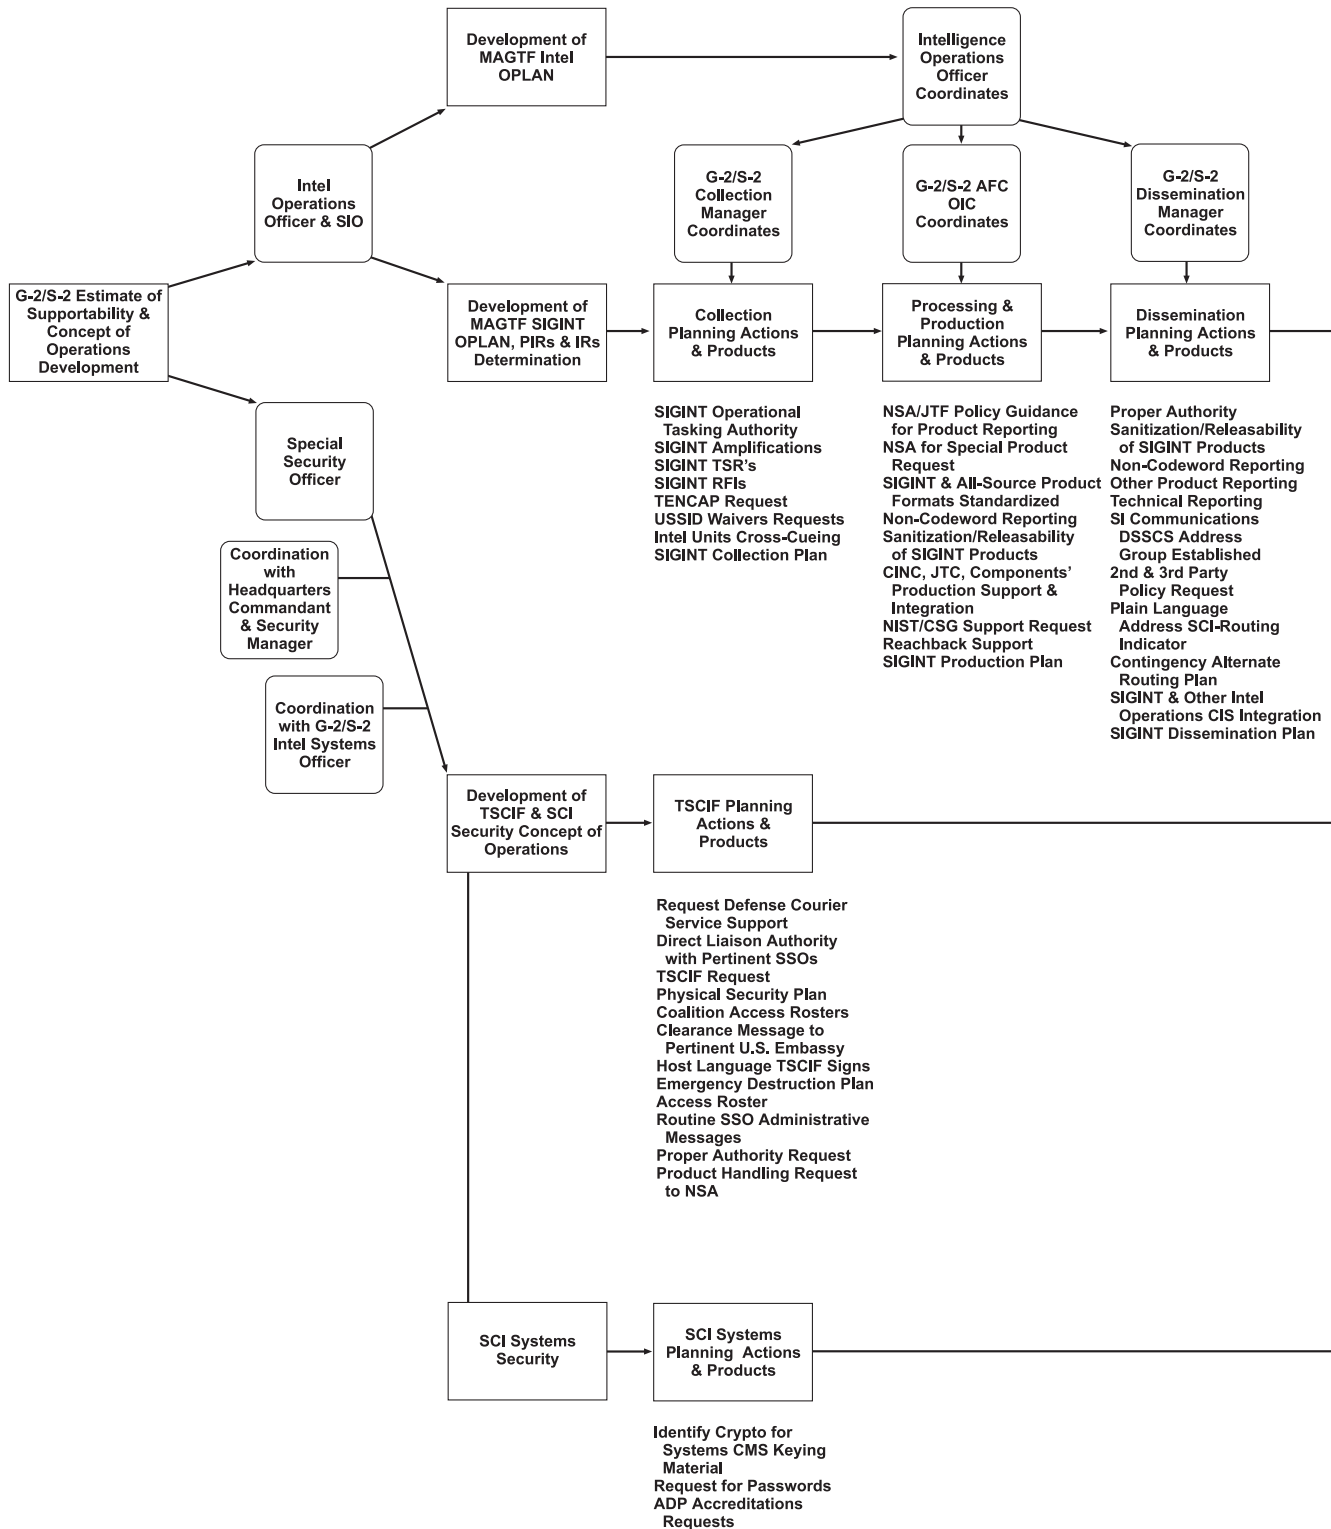 Development of
MAGTF Intel
OPLAN
Intelligence
Operations
Officer
Coordinates
Intel
Operations
Officer & SIO
G-2/S-2
Collection
Manager
Coordinates
G-2/S-2 AFC
OIC
Coordinates
G-2/S-2
Dissemination
Manager
Coordinates
G-2/S-2 Estimate of
Supportability &
Concept of
Operations
Development
Development of
MAGTF SIGINT
OPLAN, PIRs & IRs
Determination
Collection
Planning Actions
& Products
Processing &
Production
Planning Actions
& Products
Dissemination
Planning Actions
& Products
SIGINT Operational
Tasking Authority
SIGINT Amplifications
SIGINT TSR's
SIGINT RFIs
TENCAP Request
USSID Waivers Requests
Intel Units Cross-Cueing
SIGINT Collection Plan
NSA/JTF Policy Guidance
for Product Reporting
NSA for Special Product
Request
SIGINT & All-Source Product
Formats Standardized
Non-Codeword Reporting
Sanitization/Releasability
of SIGINT Products
CINC, JTC, Components’
Production Support &
Integration
NIST/CSG Support Request
Reachback Support
SIGINT Production Plan
Proper Authority
Sanitization/Releasability
of SIGINT Products
Non-Codeword Reporting
Other Product Reporting
Technical Reporting
SI Communications
DSSCS Address
Group Established
2nd & 3rd Party
Policy Request
Plain Language
Address SCI-Routing
Indicator
Contingency Alternate
Routing Plan
SIGINT & Other Intel
Operations CIS Integration
SIGINT Dissemination Plan
Special
Security
Officer
Coordination
with
Headquarters
Commandant
& Security
Manager
Coordination
with G-2/S-2
Intel Systems
Officer
Development of
TSCIF & SCI
Security Concept of
Operations
TSCIF Planning
Actions &
Products
Request Defense Courier
Service Support
Direct Liaison Authority
with Pertinent SSOs
TSCIF Request
Physical Security Plan
Coalition Access Rosters
Clearance Message to
Pertinent U.S. Embassy
Host Language TSCIF Signs
Emergency Destruction Plan
Access Roster
Routine SSO Administrative
Messages
Proper Authority Request
Product Handling Request
to NSA
SCI Systems
Security
SCI Systems
Planning Actions
& Products
Identify Crypto for
Systems CMS Keying
Material
Request for Passwords
ADP Accreditations
Requests